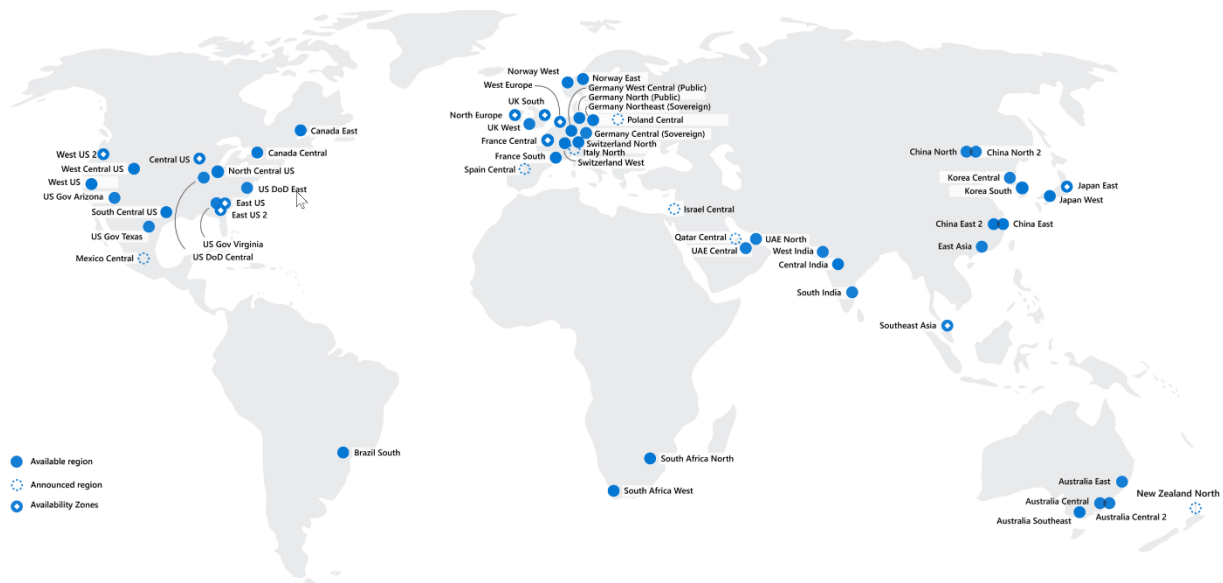 Norway West
Norway East
West Europe
Germany West Central (Public)
Germany North (Public)
UK South
Germany Northeast (Sovereign)
North Europe
Poland Central
UK West
Germany Central (Sovereign)
France Central
Switzerland North
Italy North
France South
Switzerland West
Spain Central
Canada East
West US 2
Central US
Canada Central
West Central US
North Central US
West US
US DoD East
US Gov Arizona
East US
South Central US
East US 2
US Gov Texas
US Gov Virginia
Mexico Central
US DoD Central
China North
China North 2
Korea Central
Korea South
Japan East
Japan West
Israel Central
China East 2
China East
Qatar Central
UAE North
East Asia
UAE Central
West India
Central India
South India
Southeast Asia
Brazil South
South Africa North
South Africa West
Australia East
Australia Central
New Zealand North
Australia Southeast
Australia Central 2
Available region
Announced region
Availability Zones